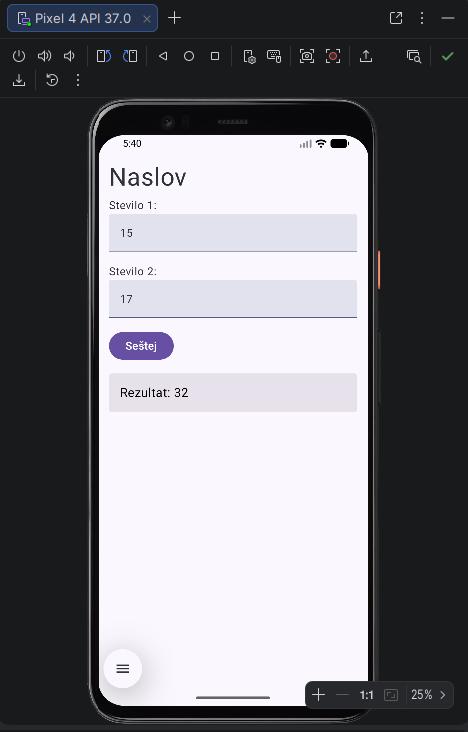 Pixel 4 API 37.0
5:40
Naslov
Stevilo 1:
15
Stevilo 2:
17
Seštej
Rezultat: 32
1:1
25%